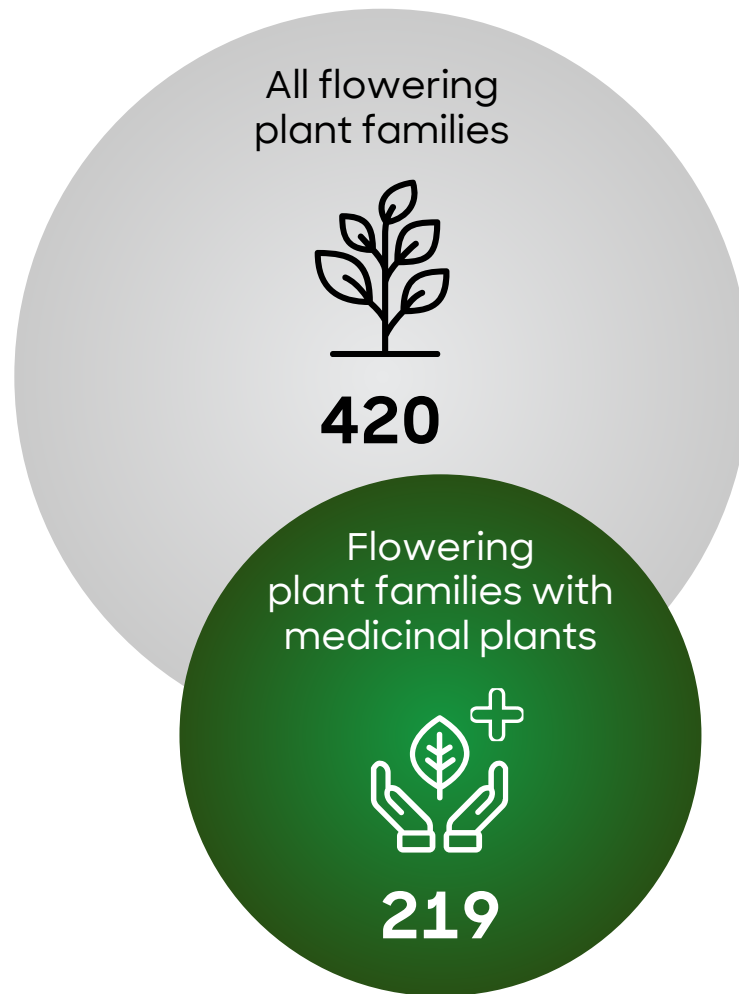 All flowering
plant families
420
Flowering
plant families with
medicinal plants
219